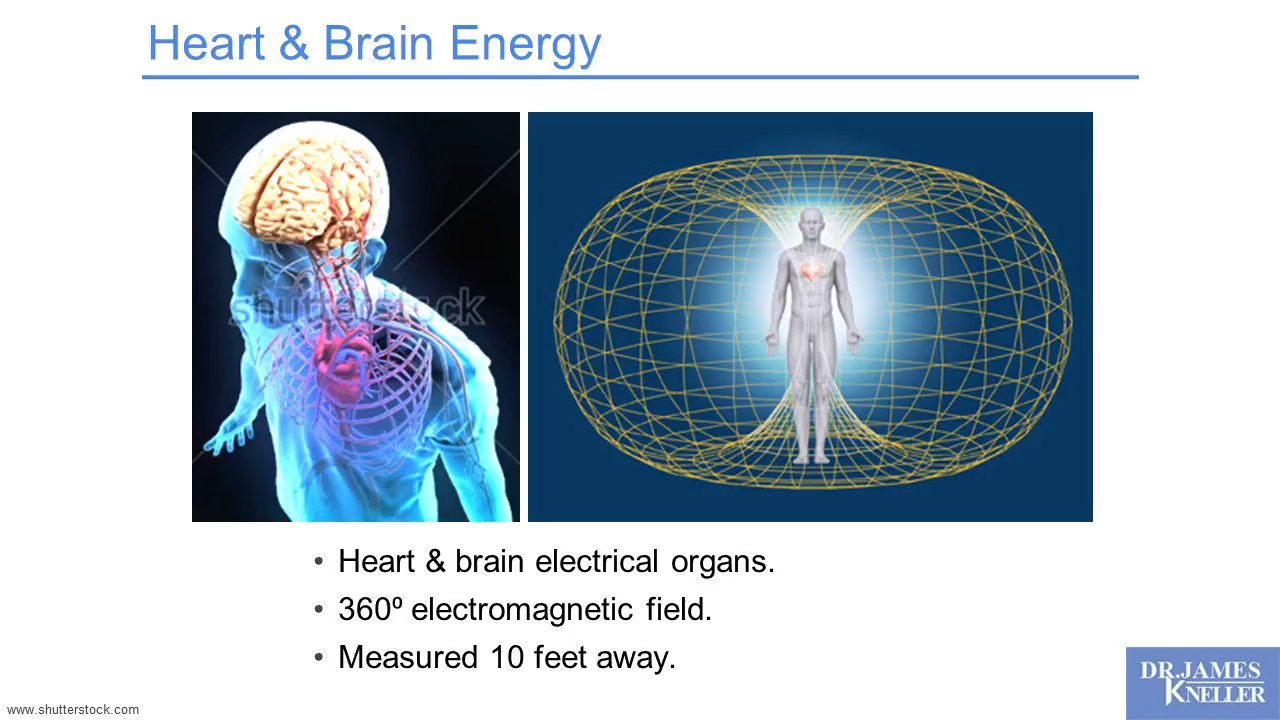 Heart & Brain Energy
shutterstock
• Heart & brain electrical organs.
• 360º electromagnetic field.
• Measured 10 feet away.
DR.JAMES
KNELLER
www.shutterstock.com